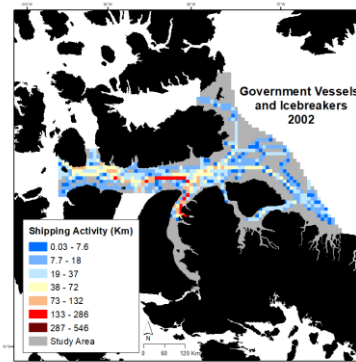 Government Vessels
and Icebreakers
2002
Shipping Activity (Km)
0.03 - 7.6
7.7 - 18
19 - 37
38 - 72
73 - 132
133 - 286
287 - 546
Study Area
N
0
60
120 Km